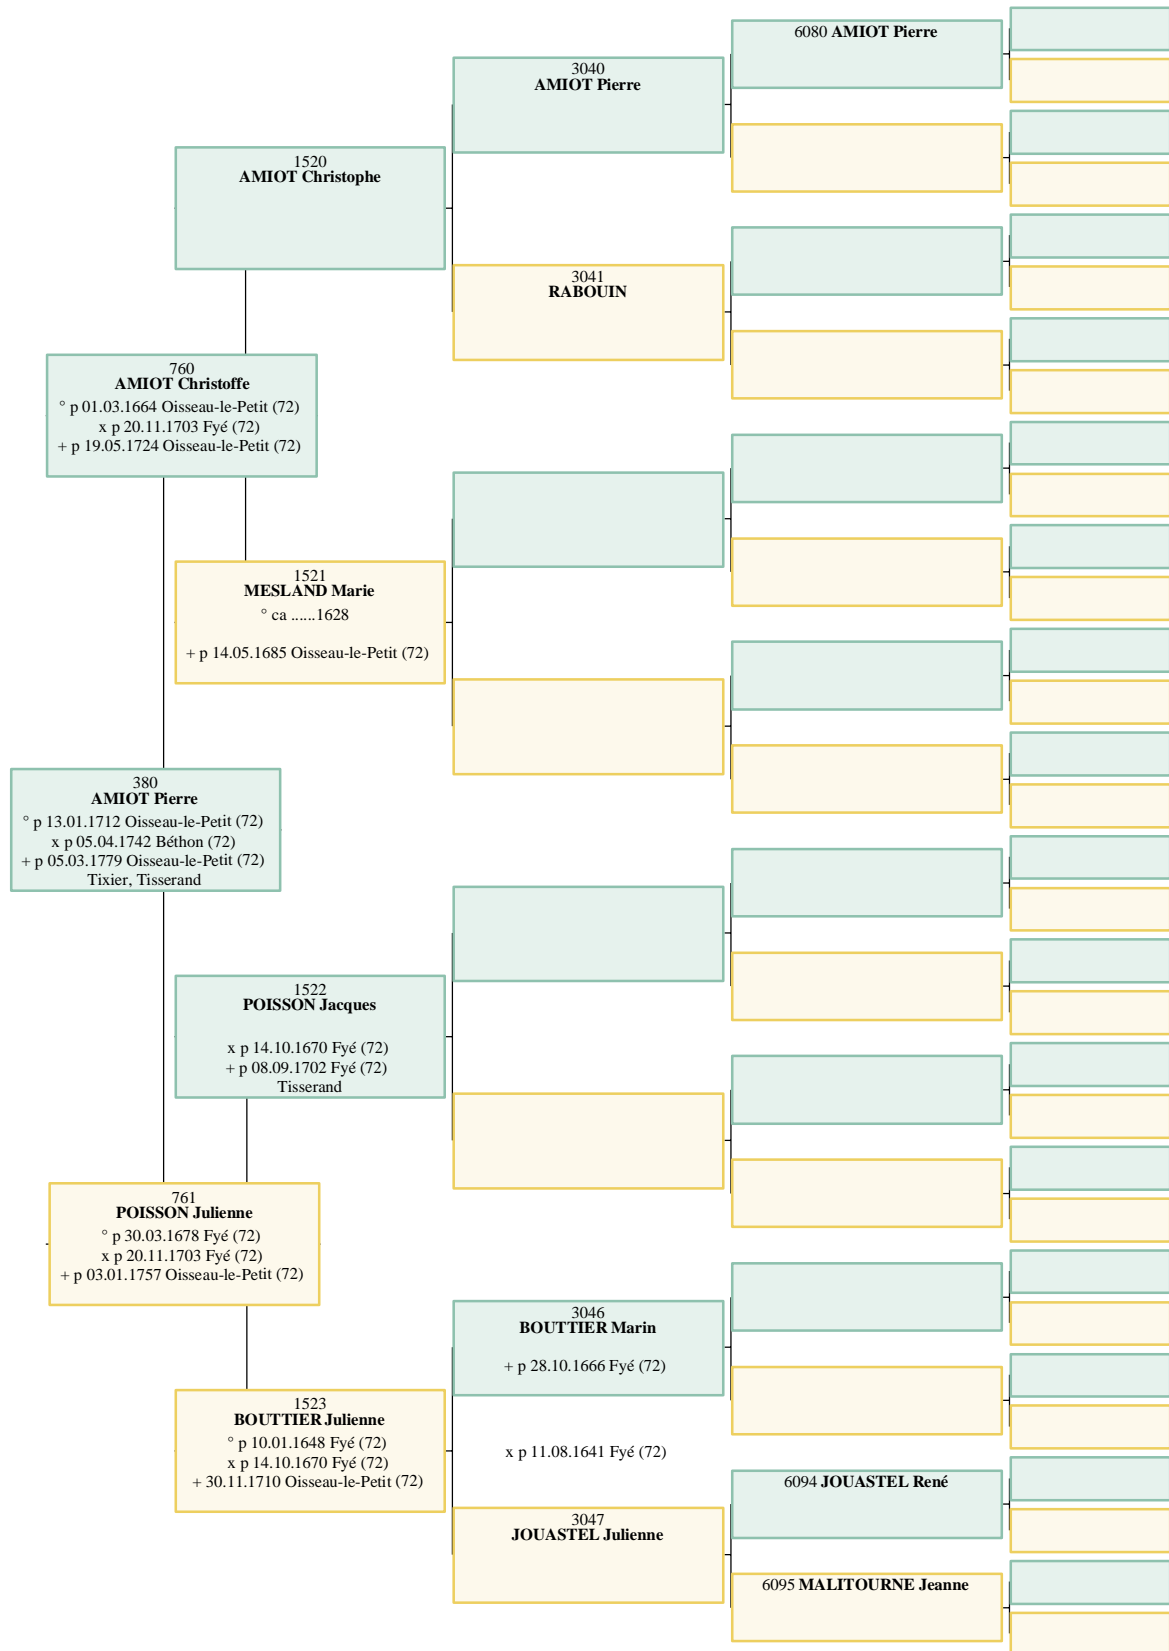 6080 AMIOT Pierre
3040
AMIOT Pierre
1520
AMIOT Christophe
3041
RABOUIN
760
AMIOT Christoffe
° p 01.03.1664 Oisseau-le-Petit (72)
x p 20.11.1703 Fyé (72)
+ p 19.05.1724 Oisseau-le-Petit (72)
1521
MESLAND Marie
° ca ......1628
+ p 14.05.1685 Oisseau-le-Petit (72)
380
AMIOT Pierre
° p 13.01.1712 Oisseau-le-Petit (72)
x p 05.04.1742 Béthon (72)
+ p 05.03.1779 Oisseau-le-Petit (72)
Tixier, Tisserand
1522
POISSON Jacques
x p 14.10.1670 Fyé (72)
+ p 08.09.1702 Fyé (72)
Tisserand
761
POISSON Julienne
° p 30.03.1678 Fyé (72)
x p 20.11.1703 Fyé (72)
+ p 03.01.1757 Oisseau-le-Petit (72)
3046
BOUTTIER Marin
+ p 28.10.1666 Fyé (72)
1523
BOUTTIER Julienne
° p 10.01.1648 Fyé (72)
x p 14.10.1670 Fyé (72)
+ 30.11.1710 Oisseau-le-Petit (72)
x p 11.08.1641 Fyé (72)
6094 JOUASTEL René
3047
JOUASTEL Julienne
6095 MALITOURNE Jeanne